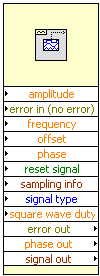 amplitude
error in (no error)
frequency
offset
phase
reset signal
sampling info
signal type
square wave duty
error out
phase out
signal out